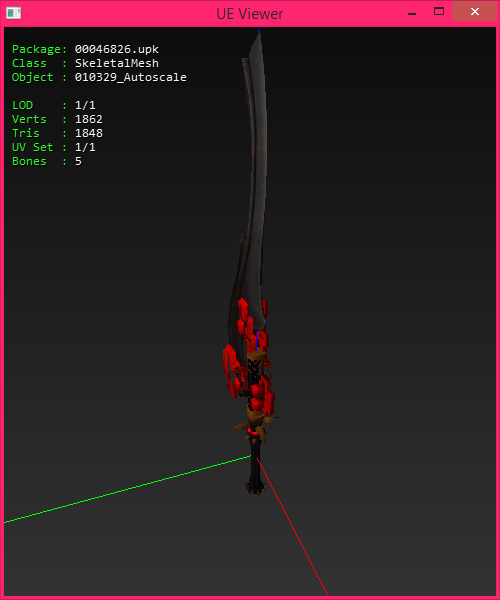 UE Viewer
Package: 00046826.upk
Class : SkeletalMesh
Object : 010329_Autoscale
LOD : 1/1
Verts : 1862
Tris : 1848
UV Set : 1/1
Bones : 5